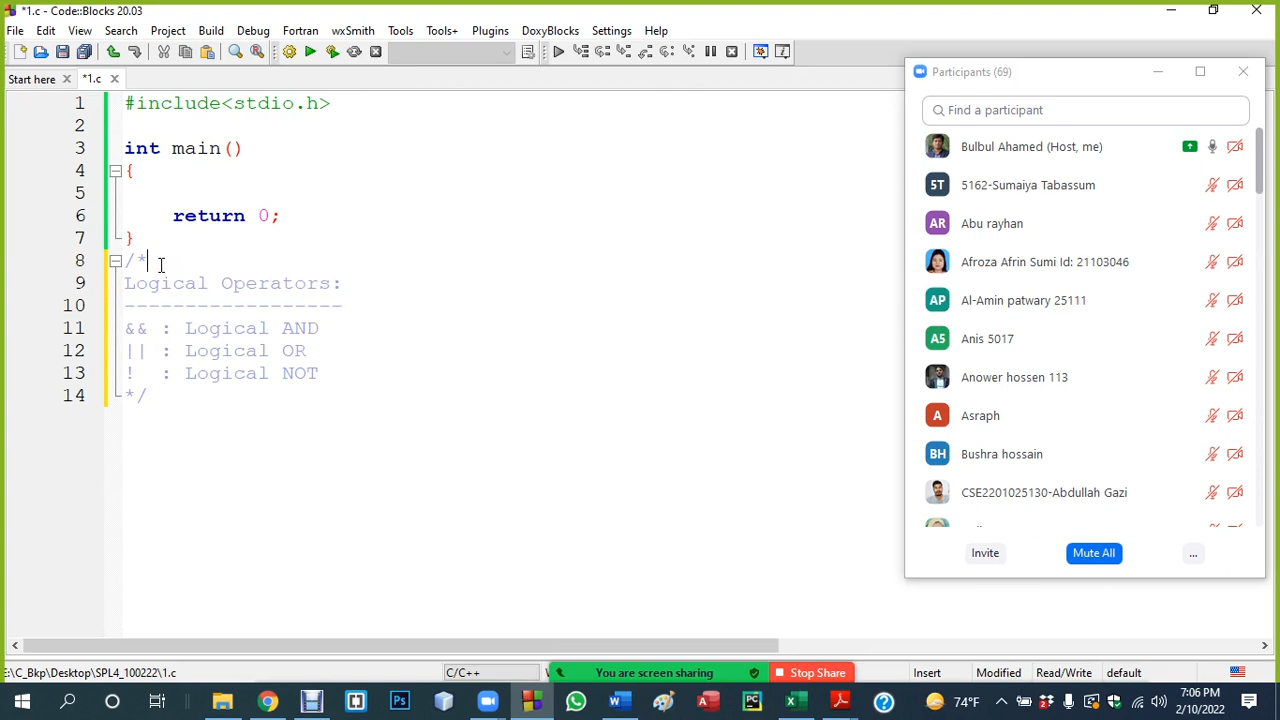 *1.c - Code::Blocks 20.03
File Edit View Search Project Build Debug Fortran wxSmith Tools Tools+ Plugins DoxyBlocks Settings Help
Start here *1.c
1 #include<stdio.h>
2
3 int main()
4 {
5
6 return 0;
7 }
8 /*
9 Logical Operators:
10 ------------------
11 && : Logical AND
12 || : Logical OR
13 ! : Logical NOT
14 */
Participants (69)
Find a participant
Bulbul Ahamed (Host, me)
5T 5162-Sumaiya Tabassum
AR Abu rayhan
Afroza Afrin Sumi Id: 21103046
AP Al-Amin patwary 25111
A5 Anis 5017
Anower hossen 113
A Asraph
BH Bushra hossain
CSE2201025130-Abdullah Gazi
Invite Mute All ...
E:\C_Bkp\Desktop\SPL4_100222\1.c C/C++ You are screen sharing Stop Share Insert Modified Read/Write default
74°F 7:06 PM
2/10/2022